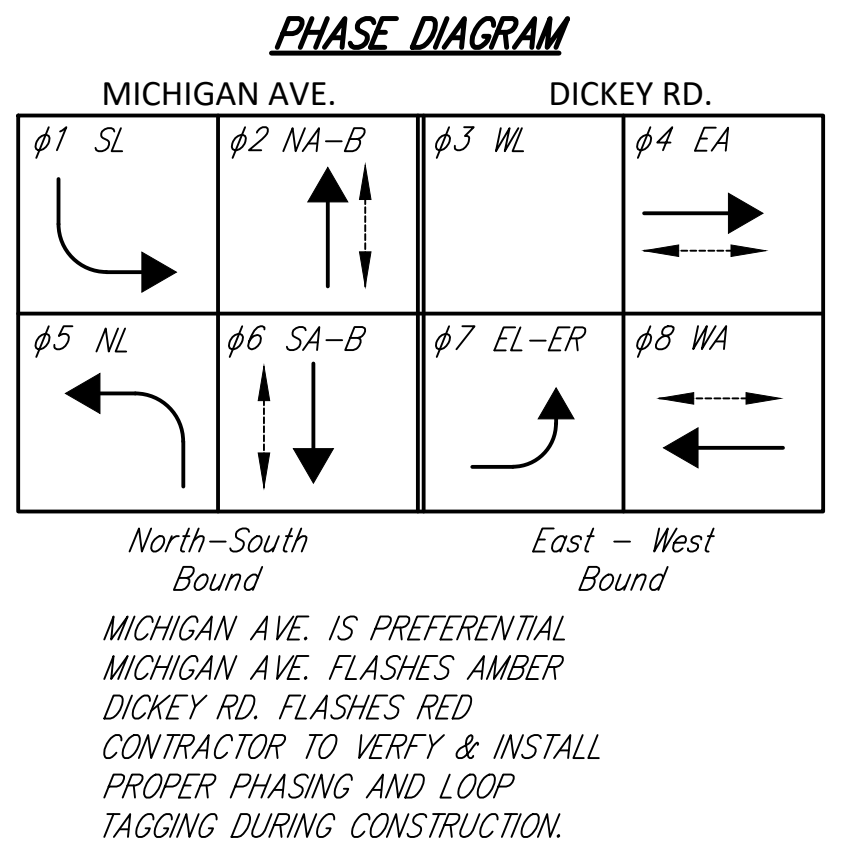 PHASE DIAGRAM
MICHIGAN AVE. DICKEY RD.
ϕ1 SL ϕ2 NA-B ϕ3 WL ϕ4 EA
ϕ5 NL ϕ6 SA-B ϕ7 EL-ER ϕ8 WA
North-South Bound
East - West Bound
MICHIGAN AVE. IS PREFERENTIAL
MICHIGAN AVE. FLASHES AMBER
DICKEY RD. FLASHES RED
CONTRACTOR TO VERFY & INSTALL
PROPER PHASING AND LOOP
TAGGING DURING CONSTRUCTION.